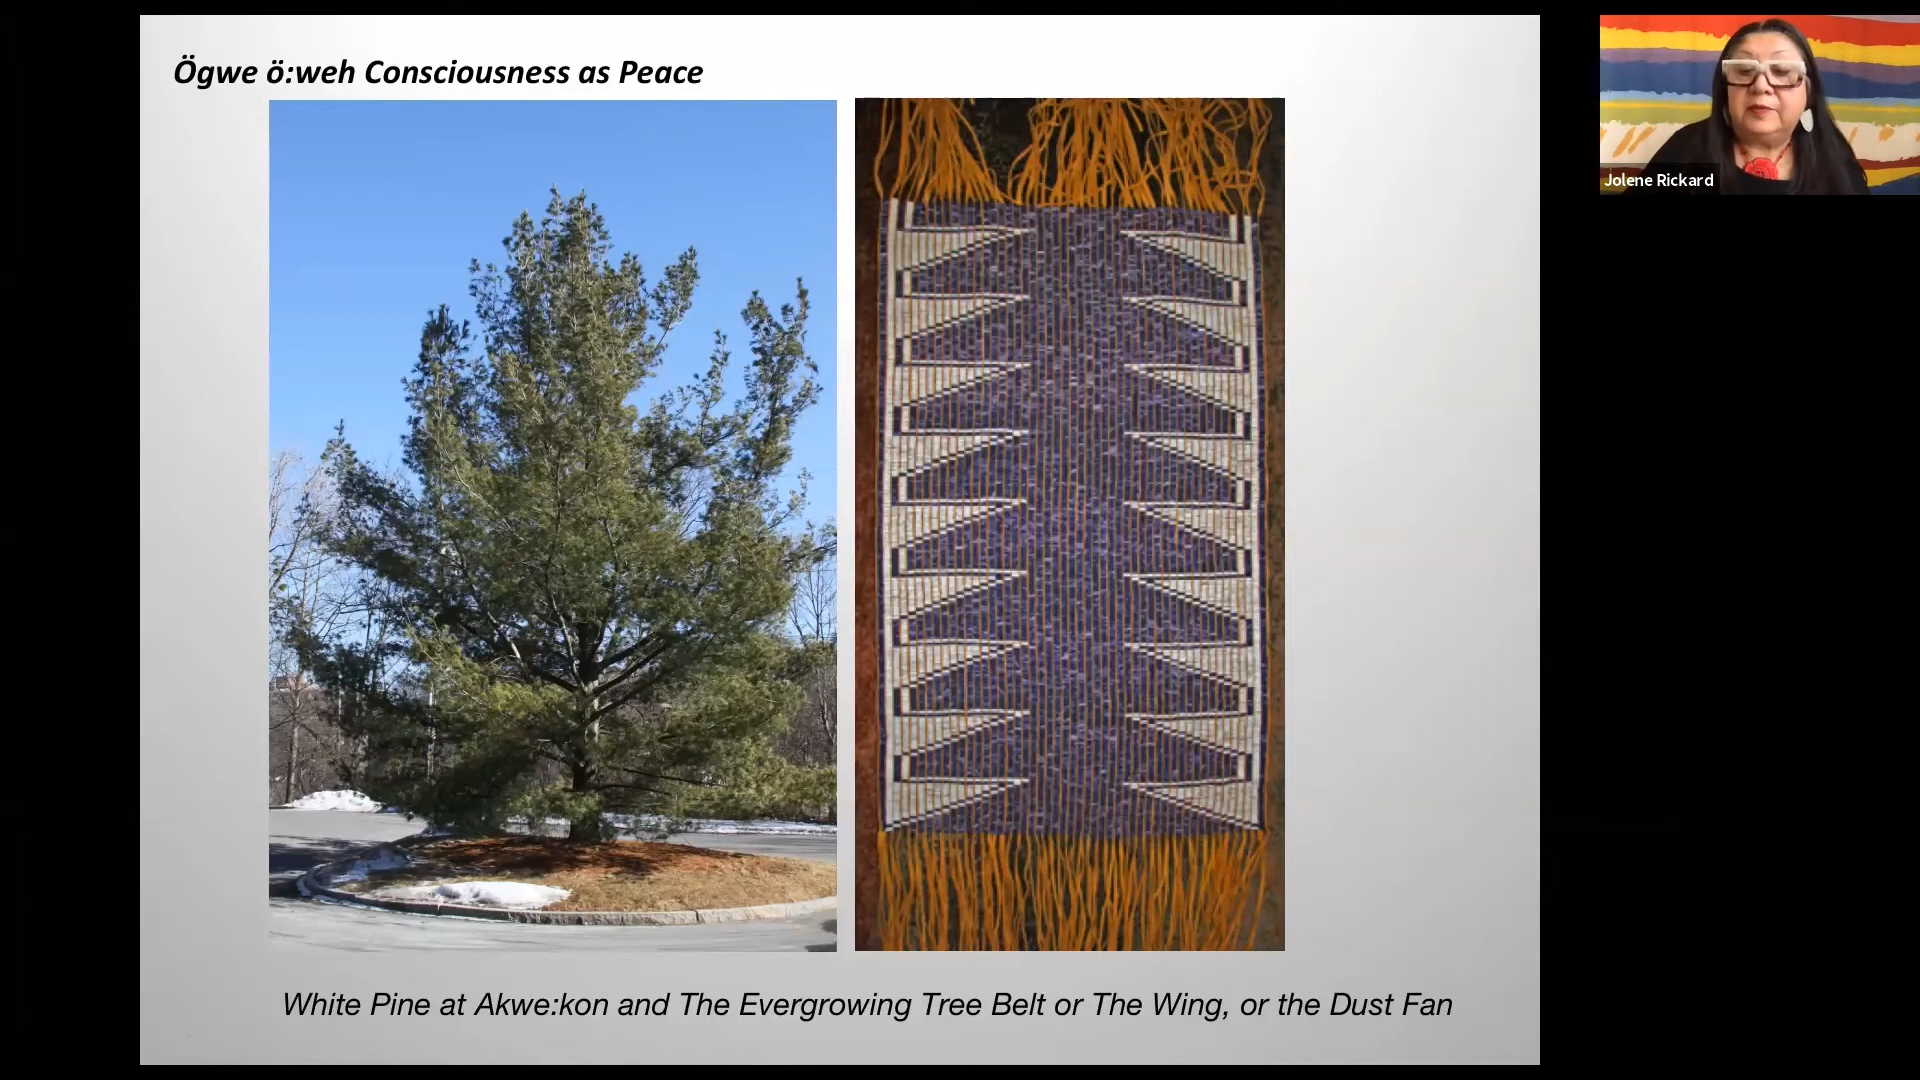 Ögwe ö:weh Consciousness as Peace
Jolene Rickard
White Pine at Akwe:kon and The Evergrowing Tree Belt or The Wing, or the Dust Fan